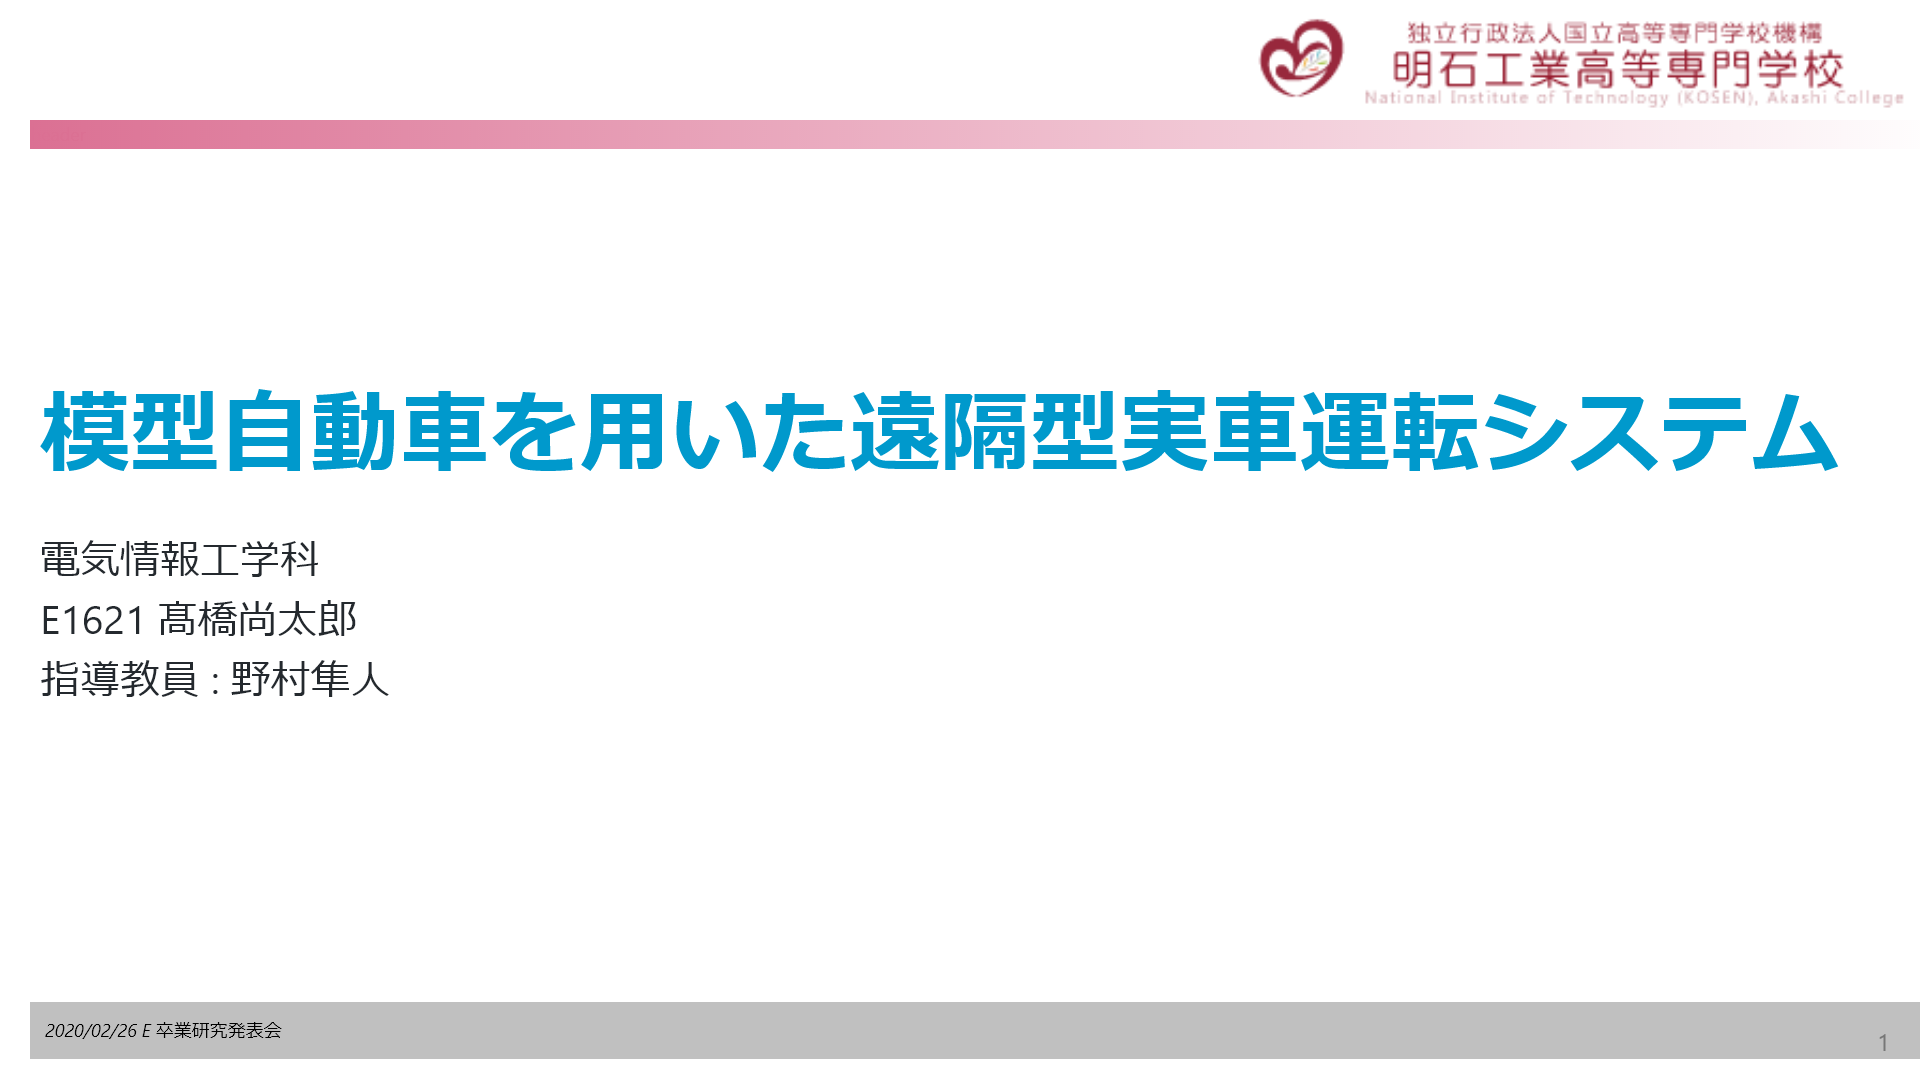 独立行政法人国立高等専門学校機構
明石工業高等専門学校
National Institute of Technology (KOSEN), Akashi College
模型自動車を用いた遠隔型実車運転システム
電気情報工学科
E1621 髙橋尚太郎
指導教員 : 野村隼人
2020/02/26 E 卒業研究発表会
1